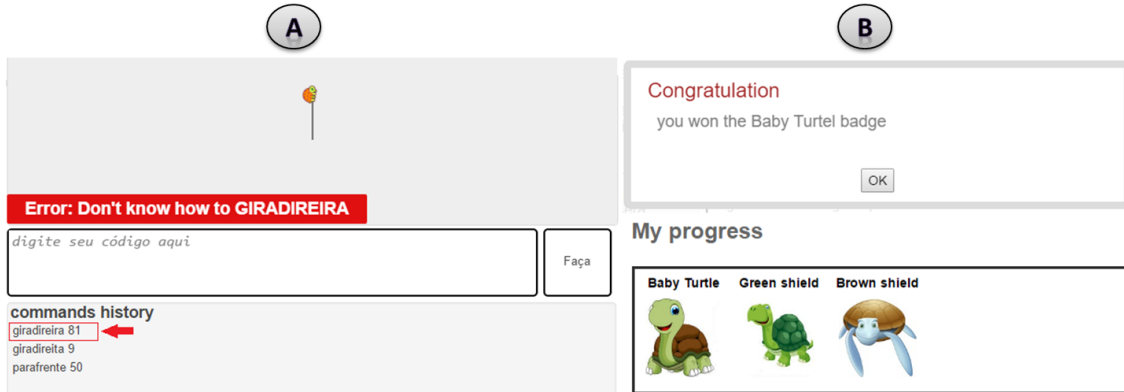 A
Error: Don't know how to GIRADIREIRA
digite seu código aqui
Faça
commands history
giradireira 81
giradireita 9
parafrente 50
B
Congratulation
you won the Baby Turtel badge
OK
My progress
Baby Turtle Green shield Brown shield